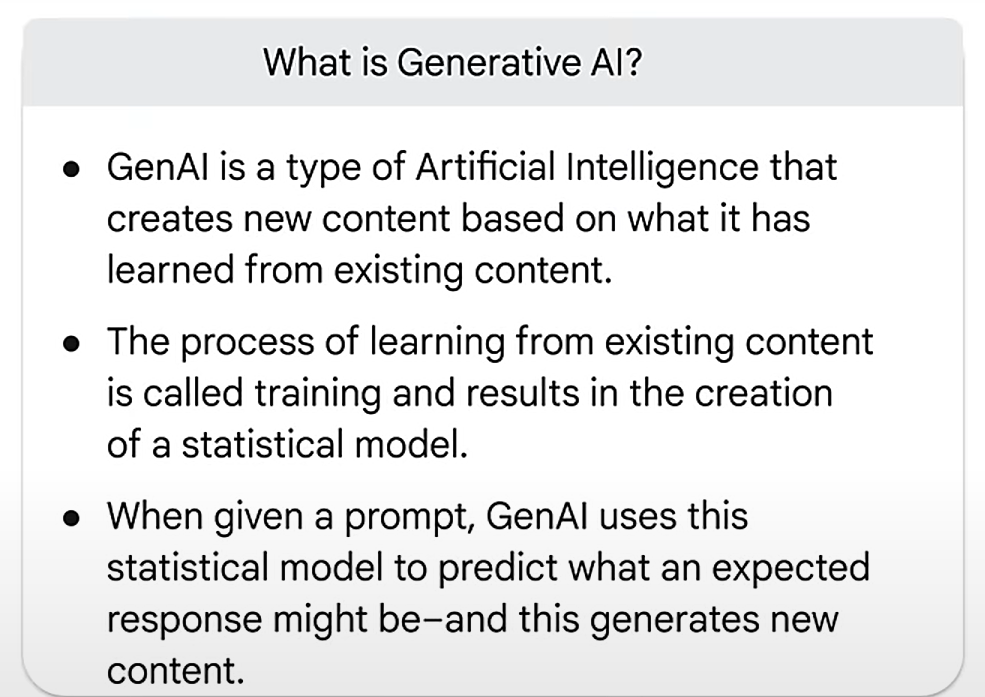 What is Generative AI?
● GenAI is a type of Artificial Intelligence that
creates new content based on what it has
learned from existing content.
● The process of learning from existing content
is called training and results in the creation
of a statistical model.
● When given a prompt, GenAI uses this
statistical model to predict what an expected
response might be–and this generates new
content.